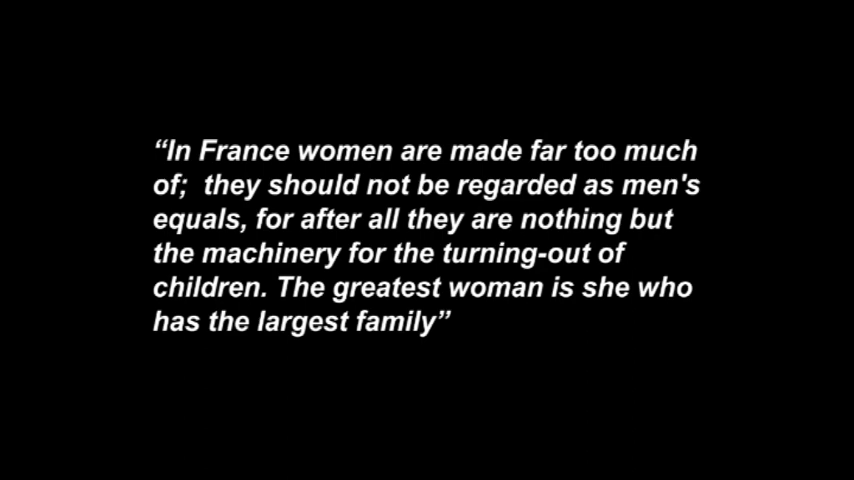 “In France women are made far too much
of;  they should not be regarded as men's
equals, for after all they are nothing but
the machinery for the turning-out of
children. The greatest woman is she who
has the largest family”